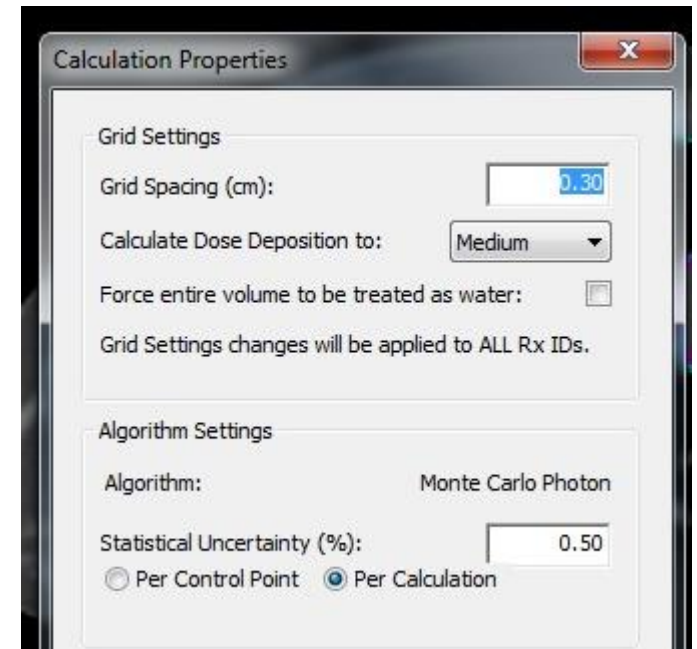 Calculation Properties
Grid Settings
Grid Spacing (cm): 0.30
Calculate Dose Deposition to: Medium
Force entire volume to be treated as water:
Grid Settings changes will be applied to ALL Rx IDs.
Algorithm Settings
Algorithm: Monte Carlo Photon
Statistical Uncertainty (%): 0.50
Per Control Point Per Calculation